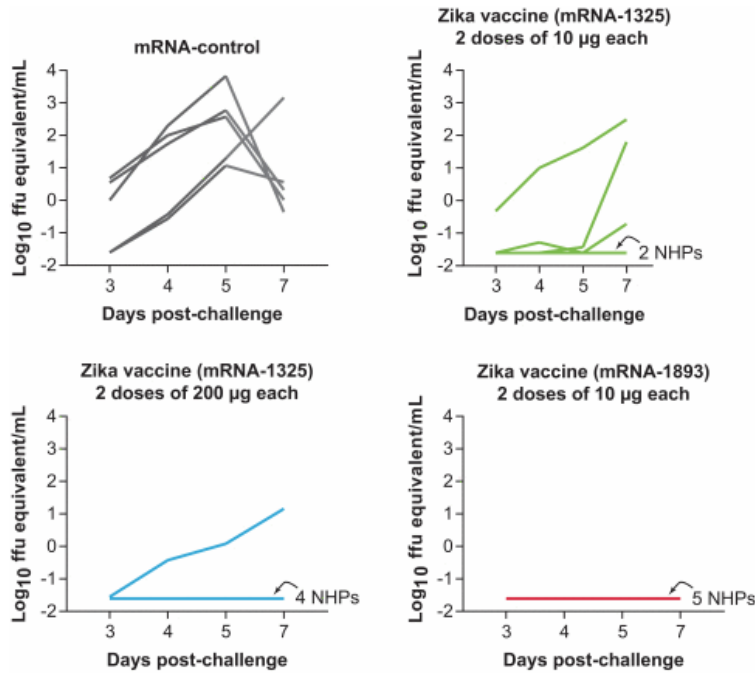 mRNA-control
Log10 ffu equivalent/mL
4
3
2
1
0
-1
-2
3 4 5 7
Days post-challenge
Zika vaccine (mRNA-1325)
2 doses of 10 µg each
Log10 ffu equivalent/mL
4
3
2
1
0
-1
-2
2 NHPs
3 4 5 7
Days post-challenge
Zika vaccine (mRNA-1325)
2 doses of 200 µg each
Log10 ffu equivalent/mL
4
3
2
1
0
-1
-2
4 NHPs
3 4 5 7
Days post-challenge
Zika vaccine (mRNA-1893)
2 doses of 10 µg each
Log10 ffu equivalent/mL
4
3
2
1
0
-1
-2
5 NHPs
3 4 5 7
Days post-challenge